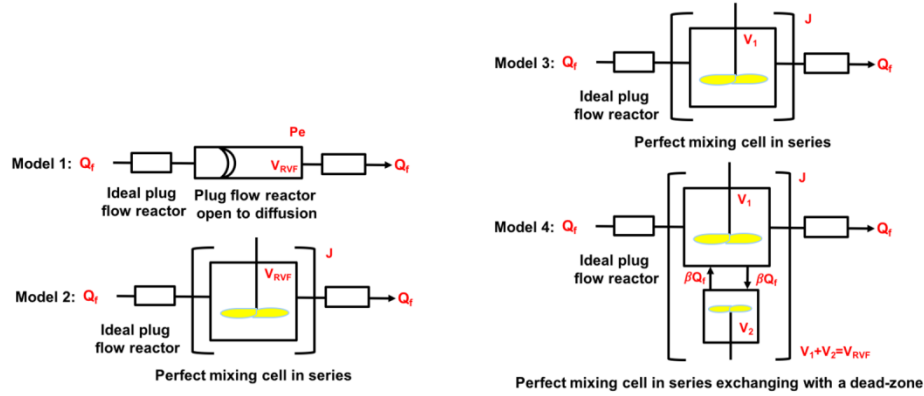 Model 1: Qf
Pe
VRVF
Qf
Ideal plug
flow reactor
Plug flow reactor
open to diffusion
Model 2: Qf
VRVF
J
Qf
Ideal plug
flow reactor
Perfect mixing cell in series
Model 3: Qf
V1
J
Qf
Ideal plug
flow reactor
Perfect mixing cell in series
Model 4: Qf
V1
J
Qf
Ideal plug
flow reactor
βQf
βQf
V2
V1+V2=VRVF
Perfect mixing cell in series exchanging with a dead-zone